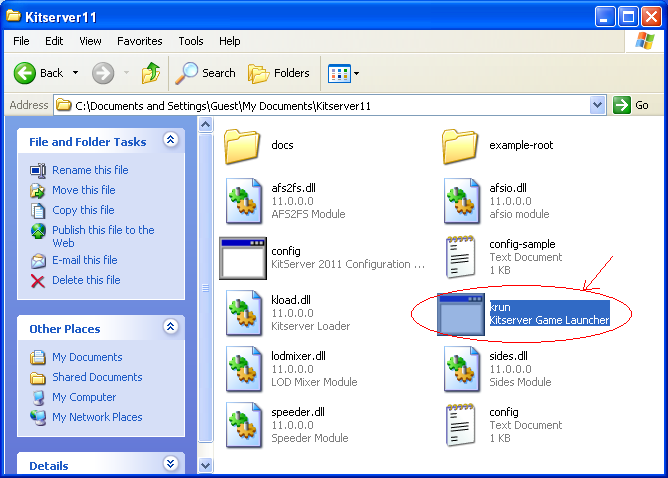 Kitserver11
File Edit View Favorites Tools Help
Back Search Folders
Address C:\Documents and Settings\Guest\My Documents\Kitserver11 Go
File and Folder Tasks
Rename this file
Move this file
Copy this file
Publish this file to the
Web
E-mail this file
Delete this file
Other Places
My Documents
Shared Documents
My Computer
My Network Places
Details
docs
example-root
afs2fs.dll
11.0.0.0
AFS2FS Module
afsio.dll
11.0.0.0
afsio module
config
KitServer 2011 Configuration ...
config-sample
Text Document
1 KB
kload.dll
11.0.0.0
Kitserver Loader
krun
Kitserver Game Launcher
lodmixer.dll
11.0.0.0
LOD Mixer Module
sides.dll
11.0.0.0
Sides Module
speeder.dll
11.0.0.0
Speeder Module
config
Text Document
1 KB